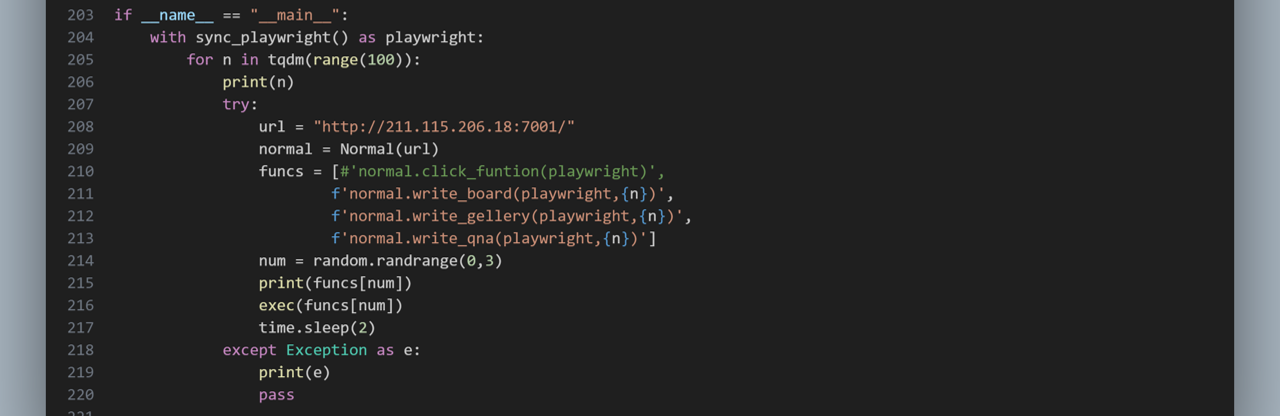 203 if __name__ == "__main__":
204     with sync_playwright() as playwright:
205         for n in tqdm(range(100)):
206             print(n)
207             try:
208                 url = "http://211.115.206.18:7001/"
209                 normal = Normal(url)
210                 funcs = [#'normal.click_funtion(playwright)',
211                         f'normal.write_board(playwright,{n})',
212                         f'normal.write_gellery(playwright,{n})',
213                         f'normal.write_qna(playwright,{n})']
214                 num = random.randrange(0,3)
215                 print(funcs[num])
216                 exec(funcs[num])
217                 time.sleep(2)
218             except Exception as e:
219                 print(e)
220                 pass